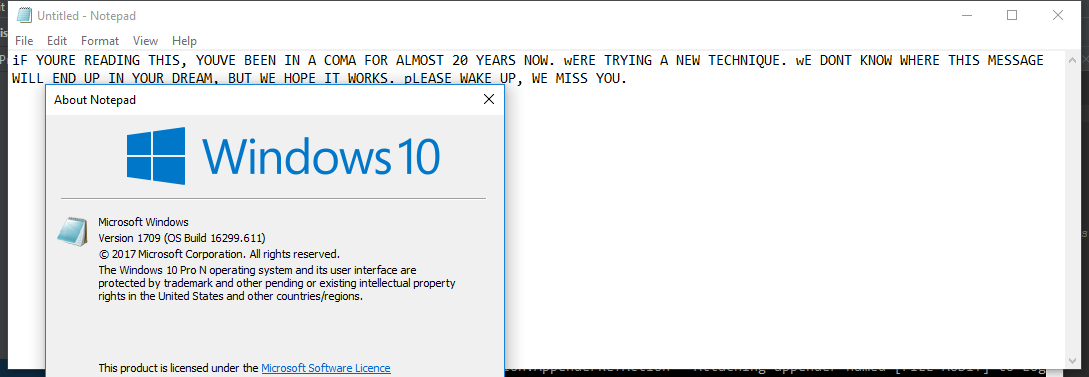 Untitled - Notepad
File Edit Format View Help
iF YOURE READING THIS, YOUVE BEEN IN A COMA FOR ALMOST 20 YEARS NOW. wERE TRYING A NEW TECHNIQUE. wE DONT KNOW WHERE THIS MESSAGE
WILL END UP IN YOUR DREAM, BUT WE HOPE IT WORKS. pLEASE WAKE UP, WE MISS YOU.
About Notepad
Windows 10
Microsoft Windows
Version 1709 (OS Build 16299.611)
© 2017 Microsoft Corporation. All rights reserved.
The Windows 10 Pro N operating system and its user interface are
protected by trademark and other pending or existing intellectual property
rights in the United States and other countries/regions.
This product is licensed under the Microsoft Software Licence